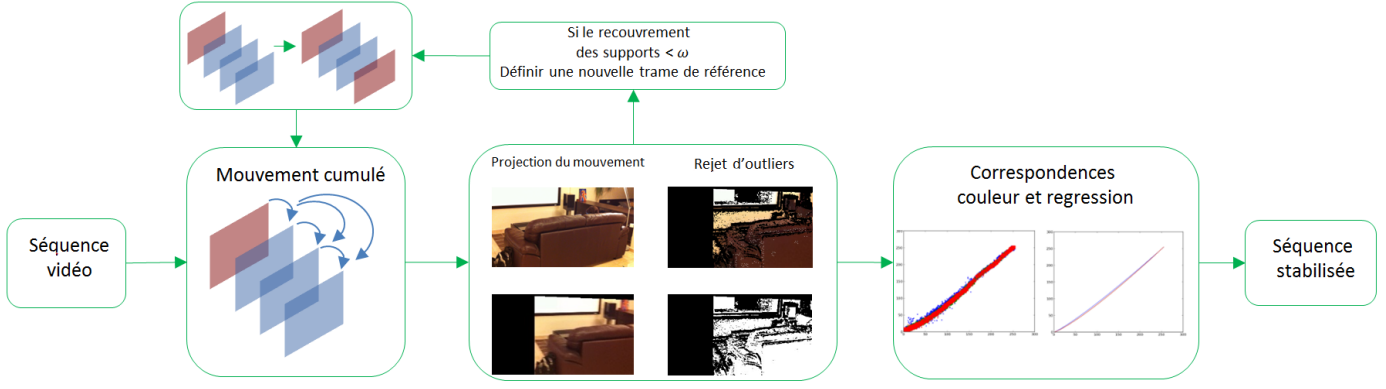 Si le recouvrement
des supports < ω
Définir une nouvelle trame de référence
Séquence
vidéo
Mouvement cumulé
Projection du mouvement
Rejet d'outliers
Correspondences
couleur et regression
Séquence
stabilisée